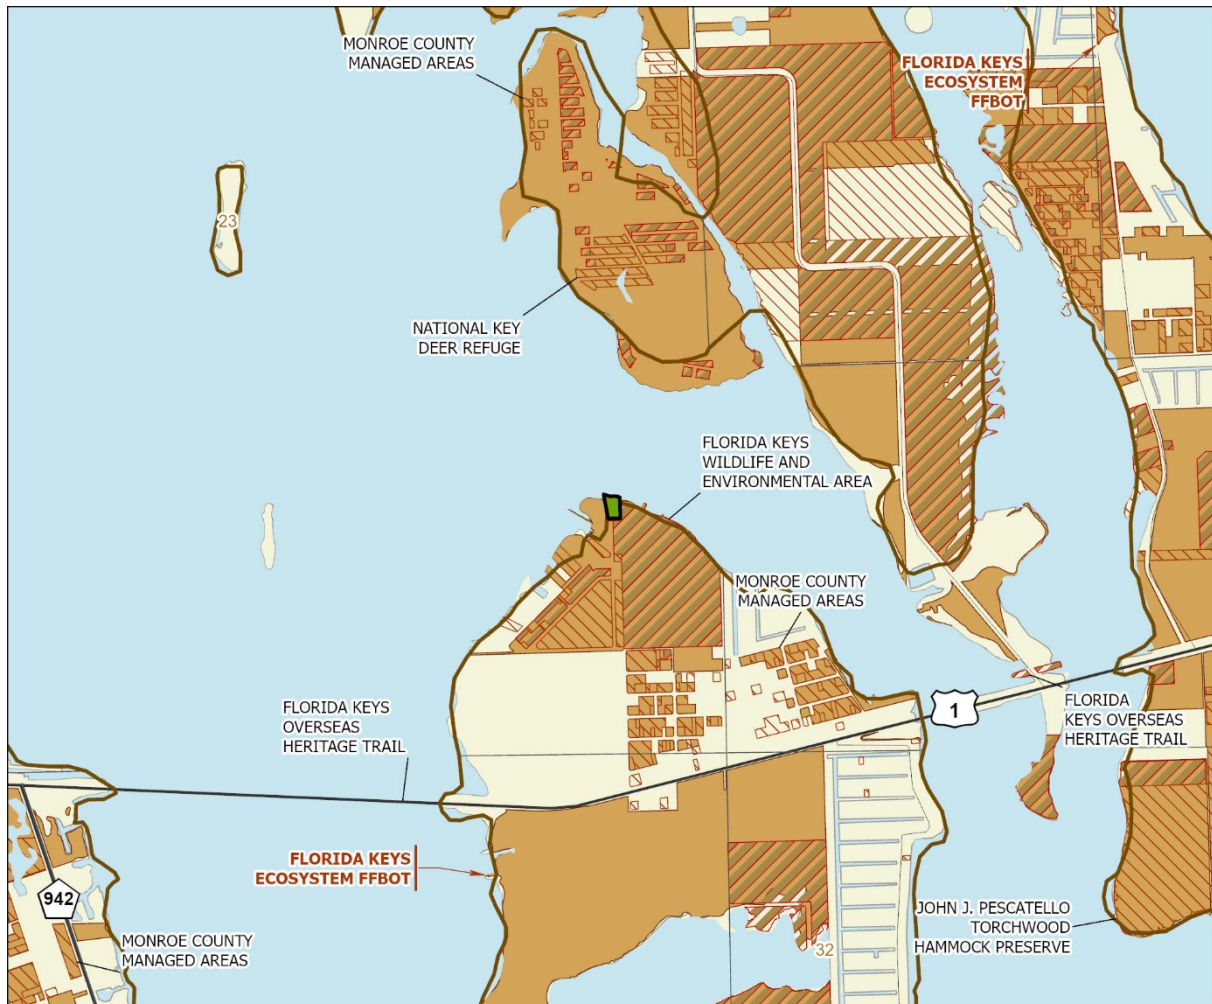 MONROE COUNTY
MANAGED AREAS
FLORIDA KEYS
ECOSYSTEM
FFBOT
23
NATIONAL KEY
DEER REFUGE
FLORIDA KEYS
WILDLIFE AND
ENVIRONMENTAL AREA
MONROE COUNTY
MANAGED AREAS
FLORIDA KEYS
OVERSEAS
HERITAGE TRAIL
1
FLORIDA
KEYS OVERSEAS
HERITAGE TRAIL
FLORIDA KEYS
ECOSYSTEM FFBOT
942
MONROE COUNTY
MANAGED AREAS
32
JOHN J. PESCATELLO
TORCHWOOD
HAMMOCK PRESERVE